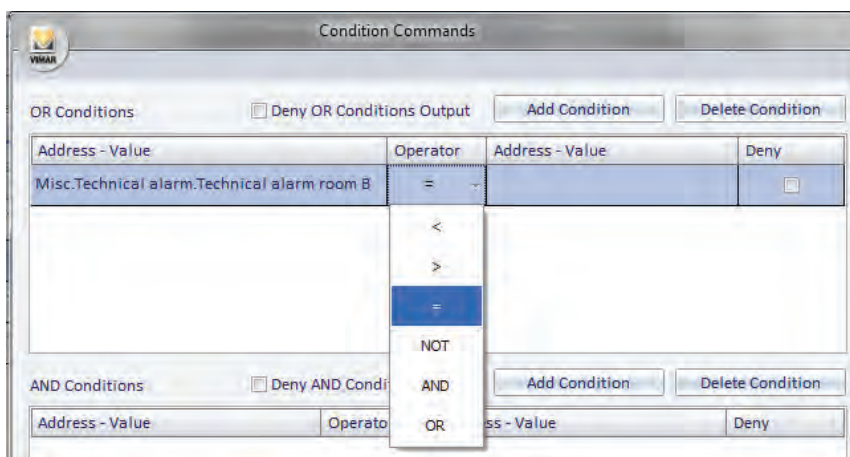 Condition Commands
VIMAR
OR Conditions Deny OR Conditions Output Add Condition Delete Condition
Address - Value Operator Address - Value Deny
Misc.Technical alarm.Technical alarm room B =
<
>
=
NOT
AND Conditions Deny AND Condi AND Add Condition Delete Condition
Address - Value Operato OR ss - Value Deny